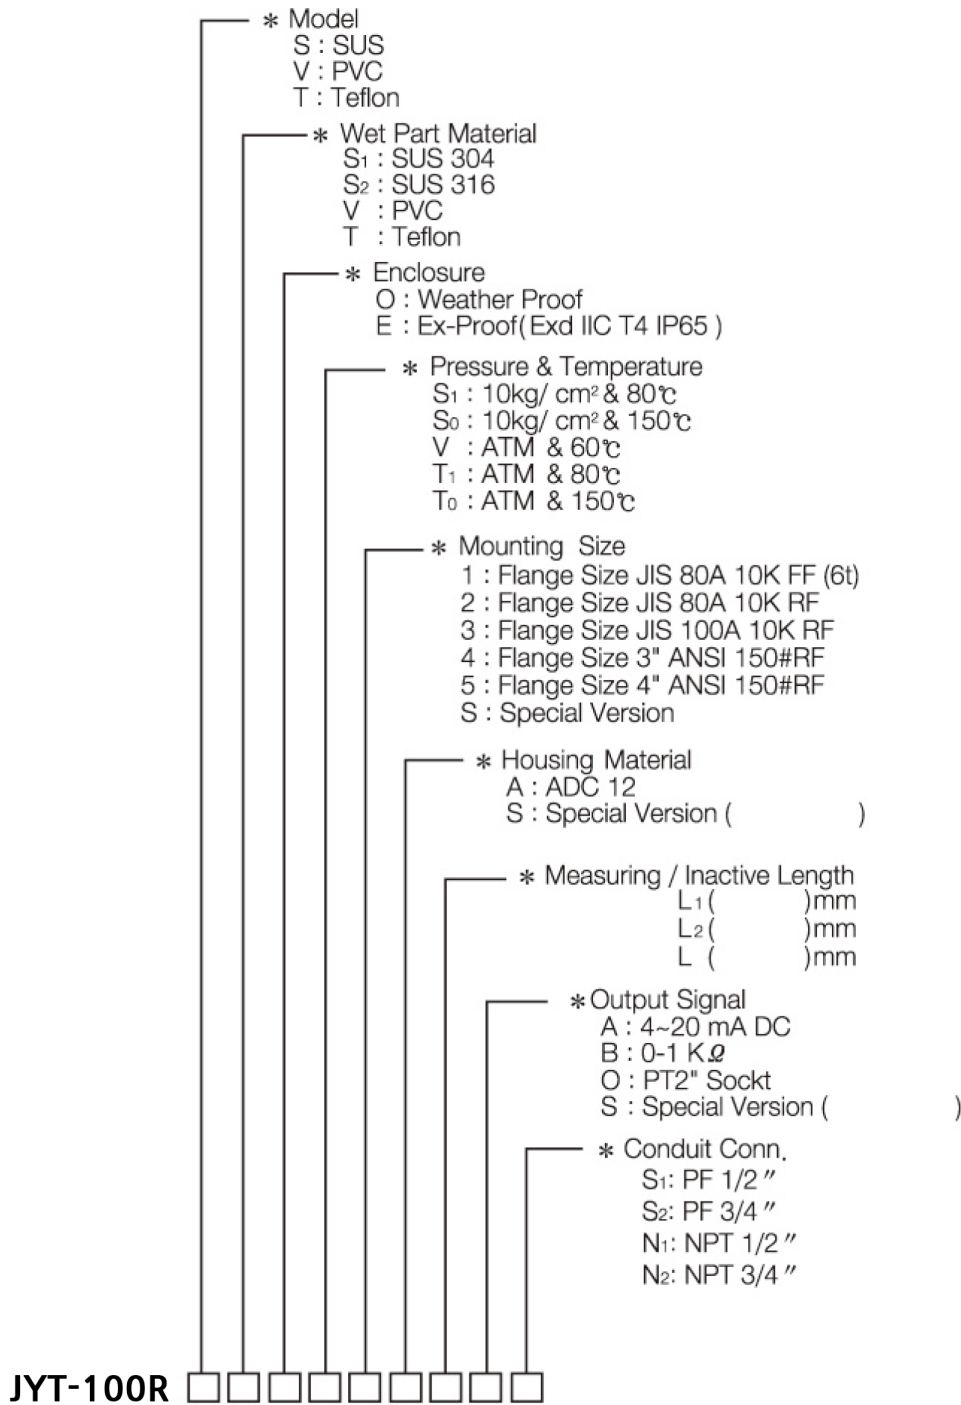 * Model
S : SUS
V : PVC
T : Teflon
* Wet Part Material
S1 : SUS 304
S2 : SUS 316
V : PVC
T : Teflon
* Enclosure
O : Weather Proof
E : Ex-Proof(Exd IIC T4 IP65 )
* Pressure & Temperature
S1 : 10kg/ cm² & 80℃
S0 : 10kg/ cm² & 150℃
V : ATM & 60℃
T1 : ATM & 80℃
T0 : ATM & 150℃
* Mounting Size
1 : Flange Size JIS 80A 10K FF (6t)
2 : Flange Size JIS 80A 10K RF
3 : Flange Size JIS 100A 10K RF
4 : Flange Size 3" ANSI 150#RF
5 : Flange Size 4" ANSI 150#RF
S : Special Version
* Housing Material
A : ADC 12
S : Special Version ( )
* Measuring / Inactive Length
L1 ( )mm
L2 ( )mm
L ( )mm
* Output Signal
A : 4~20 mA DC
B : 0-1 KΩ
O : PT2" Sockt
S : Special Version ( )
* Conduit Conn.
S1: PF 1/2 "
S2: PF 3/4 "
N1: NPT 1/2 "
N2: NPT 3/4 "
JYT-100R □ □ □ □ □ □ □ □ □